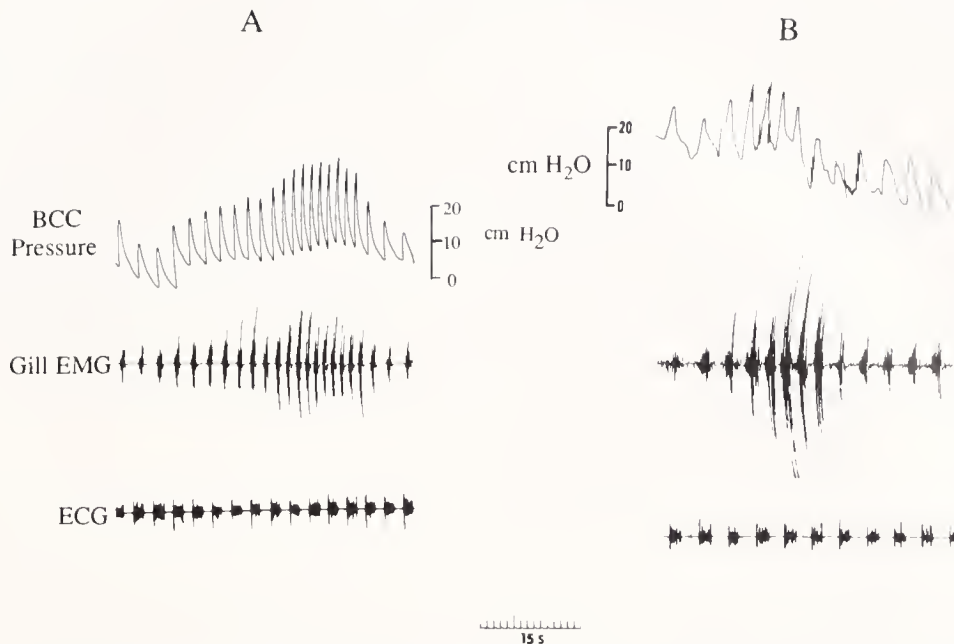 A
B
20
cm H₂O
10
0
BCC
Pressure
20
10
cm H₂O
0
Gill EMG
ECG
15 s